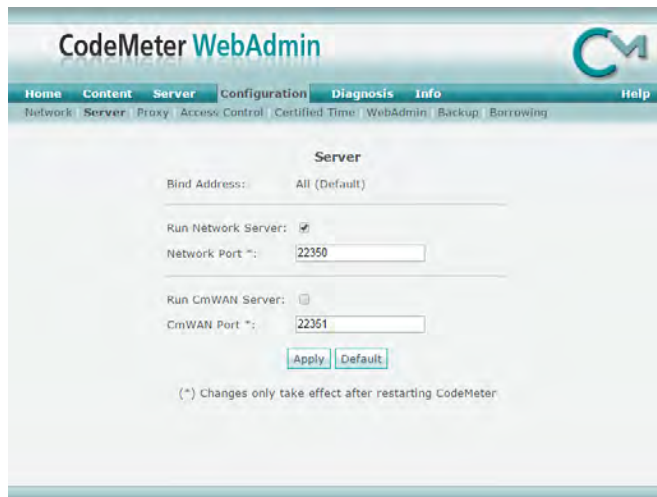 CodeMeter WebAdmin
CM
Home Content Server Configuration Diagnosis Info Help
Network | Server | Proxy | Access Control | Certified Time | WebAdmin | Backup | Borrowing
Server
Bind Address: All (Default)
Run Network Server:
Network Port *: 22350
Run CmWAN Server:
CmWAN Port *: 22351
Apply Default
(*) Changes only take effect after restarting CodeMeter